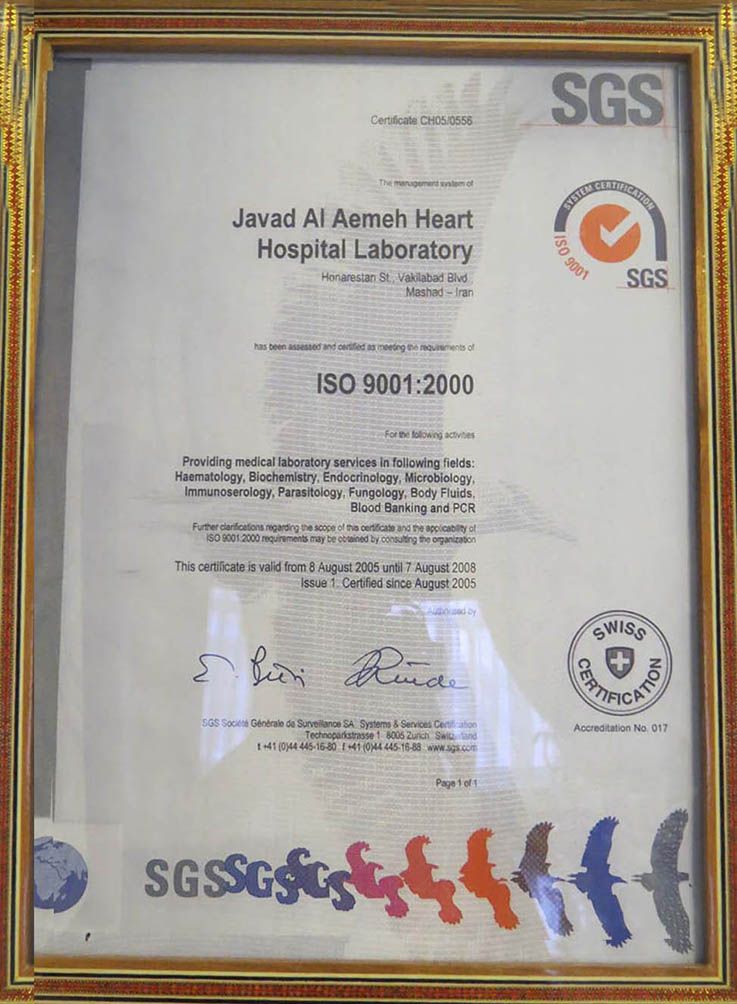 SGS
Certificate CH05/0556
The management system of
Javad Al Aemeh Heart
Hospital Laboratory
Honarestan St., Vakilabad Blvd.,
Mashad – Iran
SYSTEM CERTIFICATION
ISO 9001
SGS
has been assessed and certified as meeting the requirements of
ISO 9001:2000
For the following activities
Providing medical laboratory services in following fields:
Haematology, Biochemistry, Endocrinology, Microbiology,
Immunoserology, Parasitology, Fungology, Body Fluids,
Blood Banking and PCR
Further clarifications regarding the scope of this certificate and the applicability of
ISO 9001:2000 requirements may be obtained by consulting the organization
This certificate is valid from 8 August 2005 until 7 August 2008
Issue 1. Certified since August 2005
Authorised by
SWISS
CERTIFICATION
Accreditation No. 017
SGS Société Générale de Surveillance SA Systems & Services Certification
Technoparkstrasse 1 8005 Zurich Switzerland
t +41 (0)44 445-16-80 f +41 (0)44 445-16-88 www.sgs.com
Page 1 of 1
SGS SGS SGS